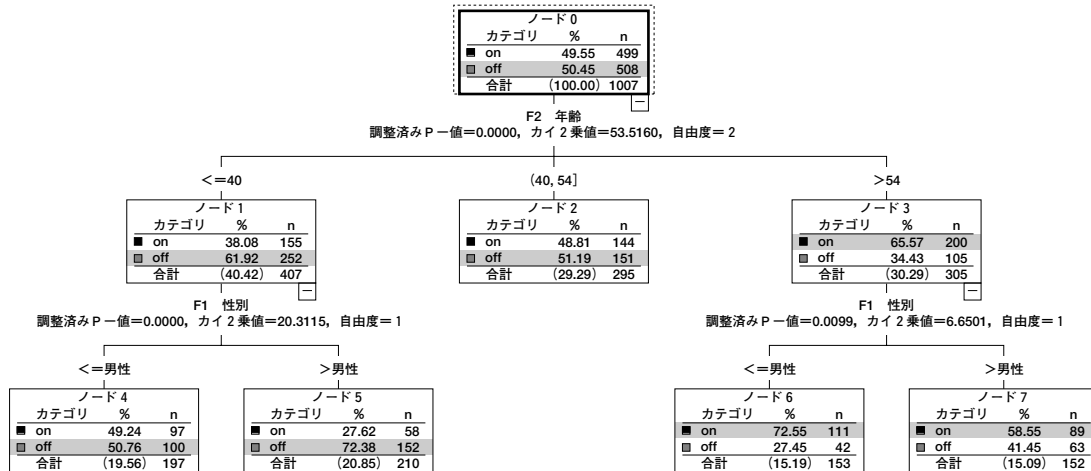 ノード 0
カテゴリ % n
on 49.55 499
off 50.45 508
合計 (100.00) 1007
F2 年齢
調整済みP－値＝0.0000，カイ2乗値＝53.5160，自由度＝2
＜＝40
(40, 54]
＞54
ノード 1
カテゴリ % n
on 38.08 155
off 61.92 252
合計 (40.42) 407
ノード 2
カテゴリ % n
on 48.81 144
off 51.19 151
合計 (29.29) 295
ノード 3
カテゴリ % n
on 65.57 200
off 34.43 105
合計 (30.29) 305
F1 性別
調整済みP－値＝0.0000，カイ2乗値＝20.3115，自由度＝1
F1 性別
調整済みP－値＝0.0099，カイ2乗値＝6.6501，自由度＝1
＜＝男性
＞男性
＜＝男性
＞男性
ノード 4
カテゴリ % n
on 49.24 97
off 50.76 100
合計 (19.56) 197
ノード 5
カテゴリ % n
on 27.62 58
off 72.38 152
合計 (20.85) 210
ノード 6
カテゴリ % n
on 72.55 111
off 27.45 42
合計 (15.19) 153
ノード 7
カテゴリ % n
on 58.55 89
off 41.45 63
合計 (15.09) 152